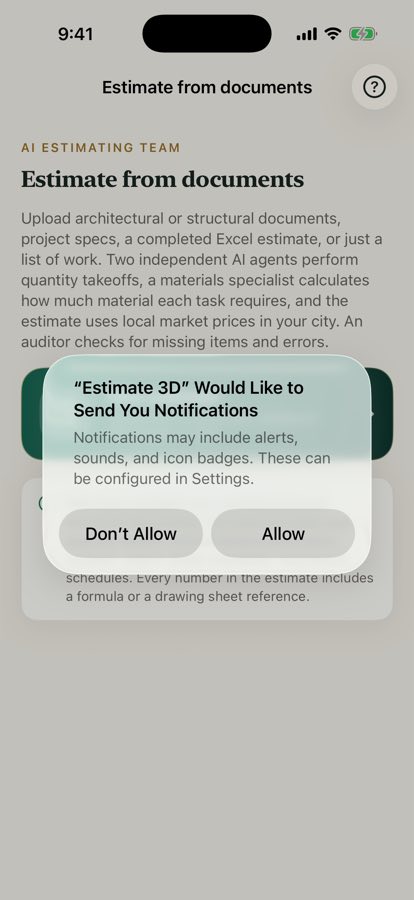 9:41
Estimate from documents
?
AI ESTIMATING TEAM
Estimate from documents
Upload architectural or structural documents,
project specs, a completed Excel estimate, or just a
list of work. Two independent AI agents perform
quantity takeoffs, a materials specialist calculates
how much material each task requires, and the
estimate uses local market prices in your city. An
auditor checks for missing items and errors.
“Estimate 3D” Would Like to
Send You Notifications
Notifications may include alerts,
sounds, and icon badges. These can
be configured in Settings.
Don’t Allow
Allow
schedules. Every number in the estimate includes
a formula or a drawing sheet reference.